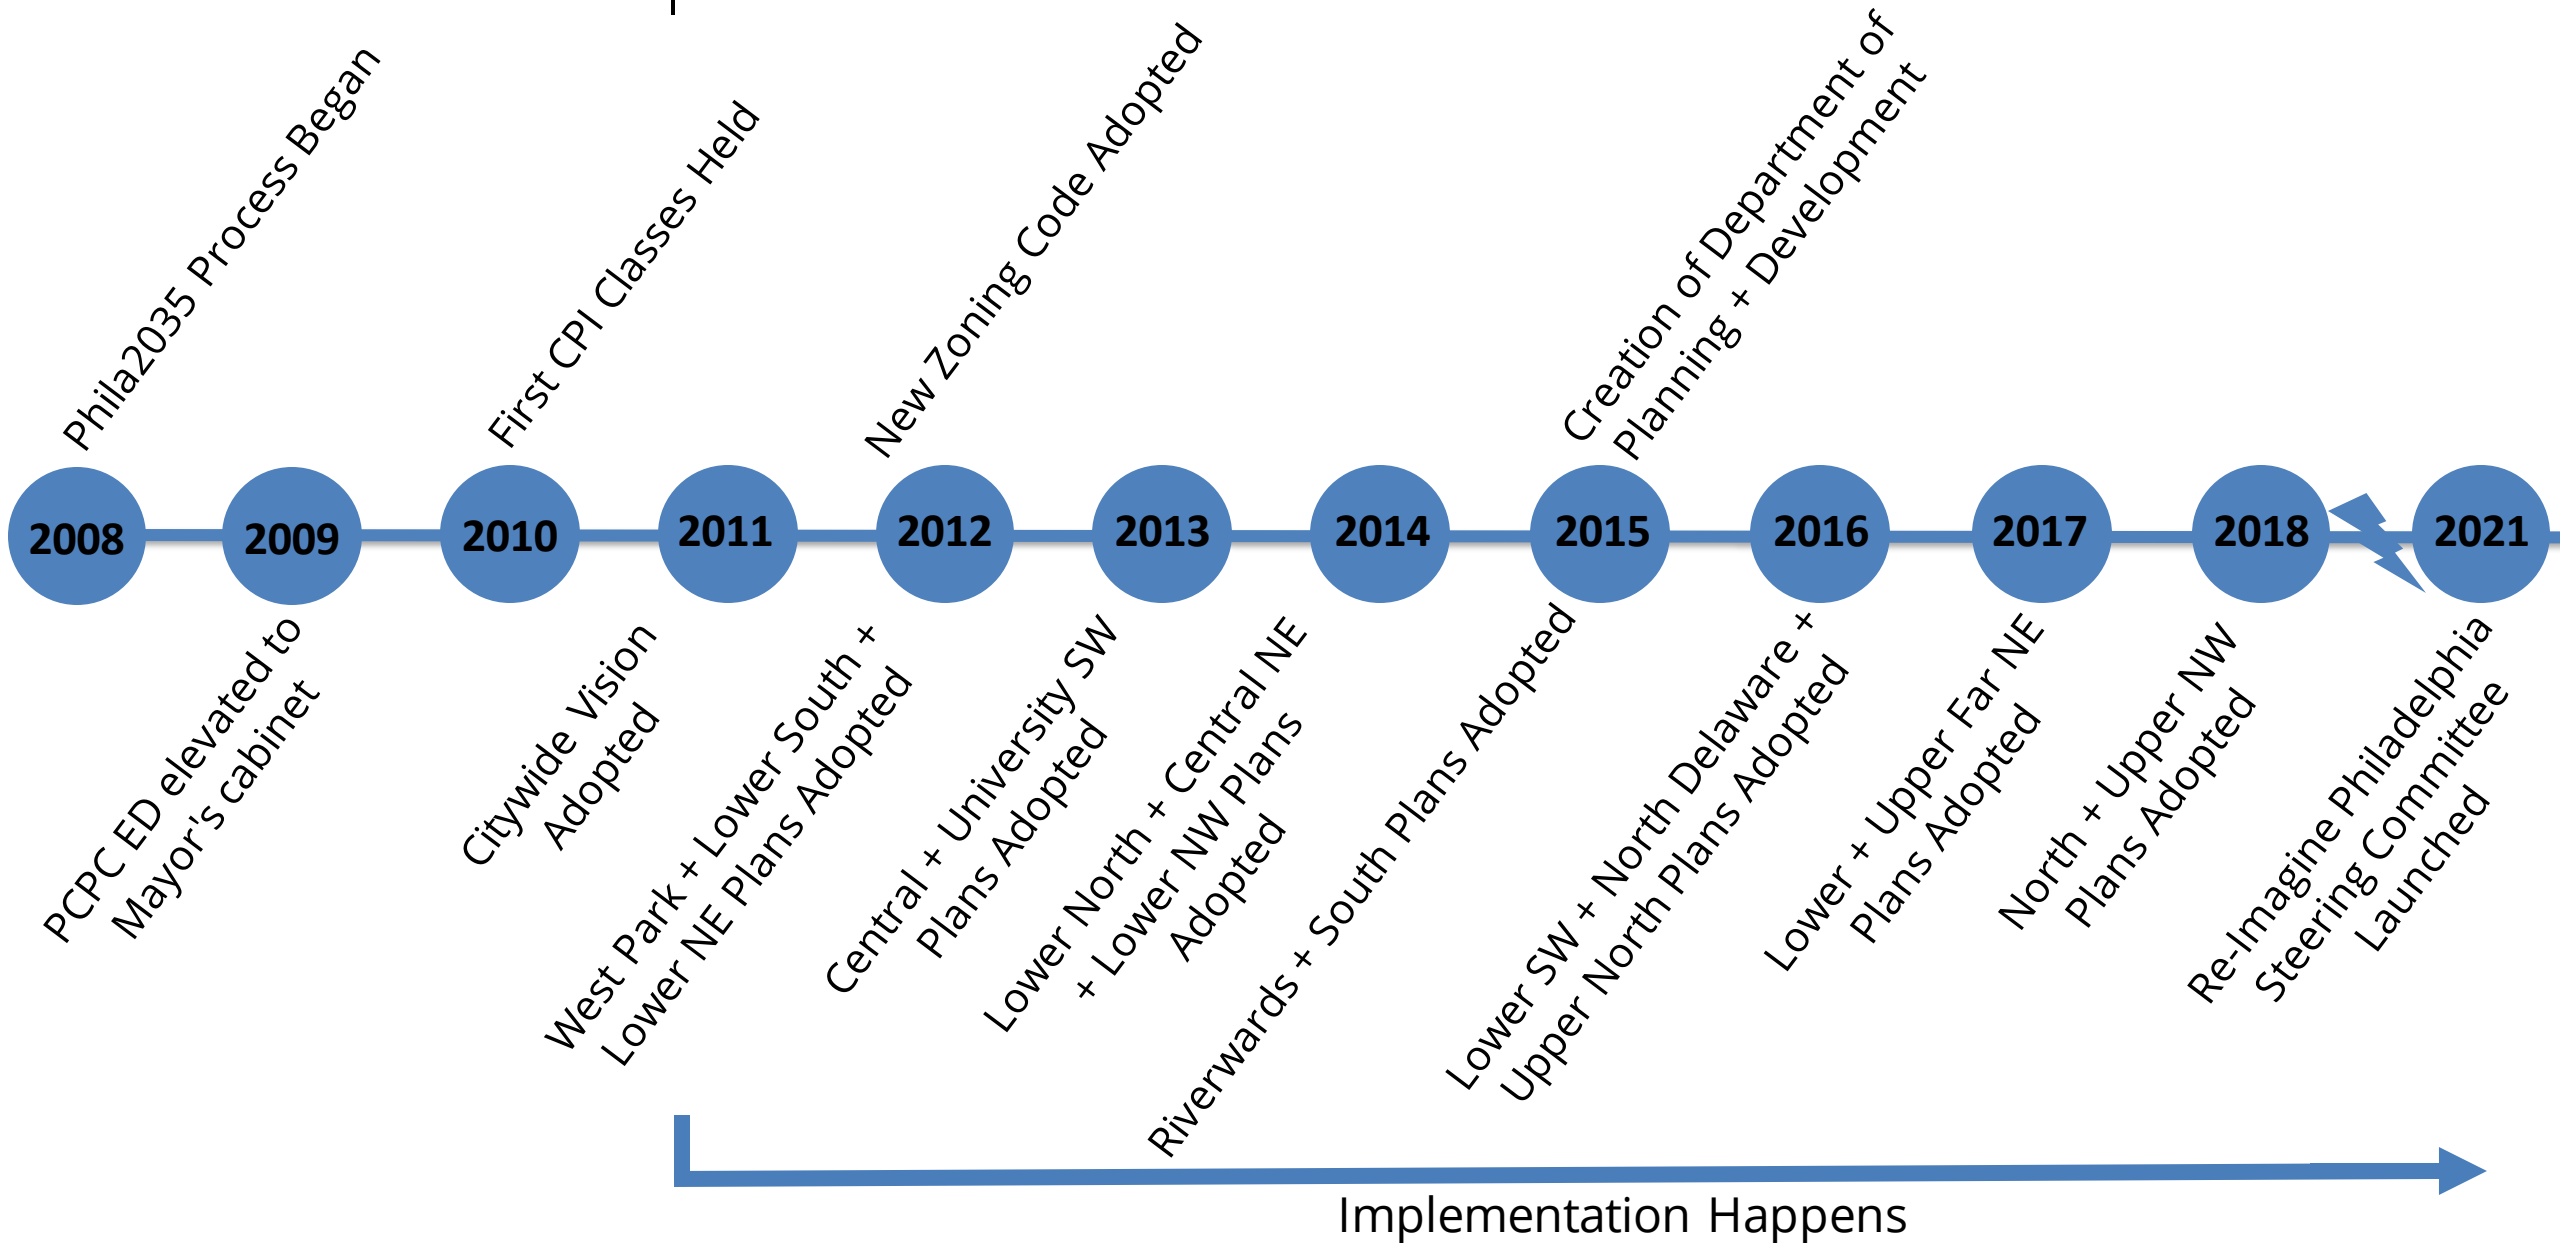 Phila2035 Process Began
First CPI Classes Held
New Zoning Code Adopted
Creation of Department of
Planning + Development
2008
2009
2010
2011
2012
2013
2014
2015
2016
2017
2018
2021
PCPC ED elevated to
Mayor's cabinet
Citywide Vision
Adopted
West Park + Lower South +
Lower NE Plans Adopted
Central + University SW
Plans Adopted
Lower North + Central NE
+ Lower NW Plans
Adopted
Riverwards + South Plans Adopted
Lower SW + North Delaware +
Upper North Plans Adopted
Lower + Upper Far NE
Plans Adopted
North + Upper NW
Plans Adopted
Re-Imagine Philadelphia
Steering Committee
Launched
Implementation Happens